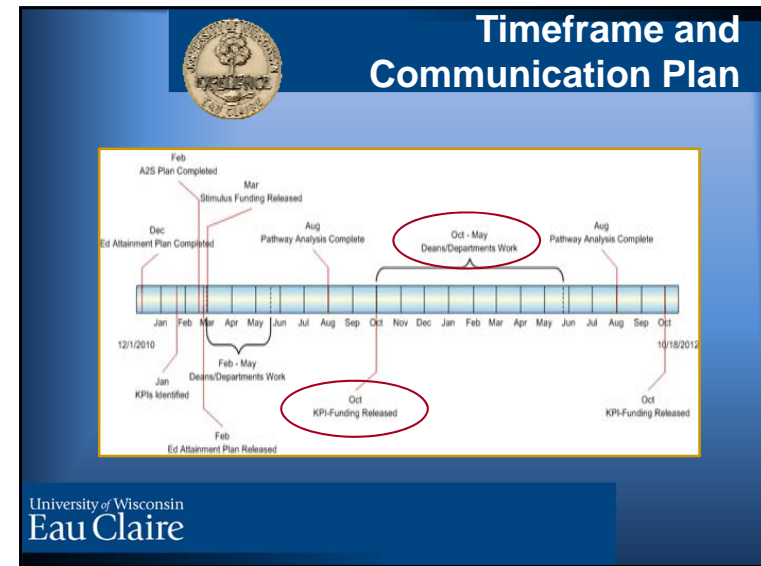 Timeframe and
Communication Plan
EXCELLENCE
EAU CLAIRE
Feb
A2S Plan Completed
Mar
Stimulus Funding Released
Dec
Ed Attainment Plan Completed
Aug
Pathway Analysis Complete
Oct - May
Deans/Departments Work
Aug
Pathway Analysis Complete
Jan Feb Mar Apr May Jun Jul Aug Sep Oct Nov Dec Jan Feb Mar Apr May Jun Jul Aug Sep Oct
12/1/2010
10/18/2012
Feb - May
Deans/Departments Work
Jan
KPIs Identified
Oct
KPI-Funding Released
Oct
KPI-Funding Released
Feb
Ed Attainment Plan Released
University of Wisconsin
Eau Claire